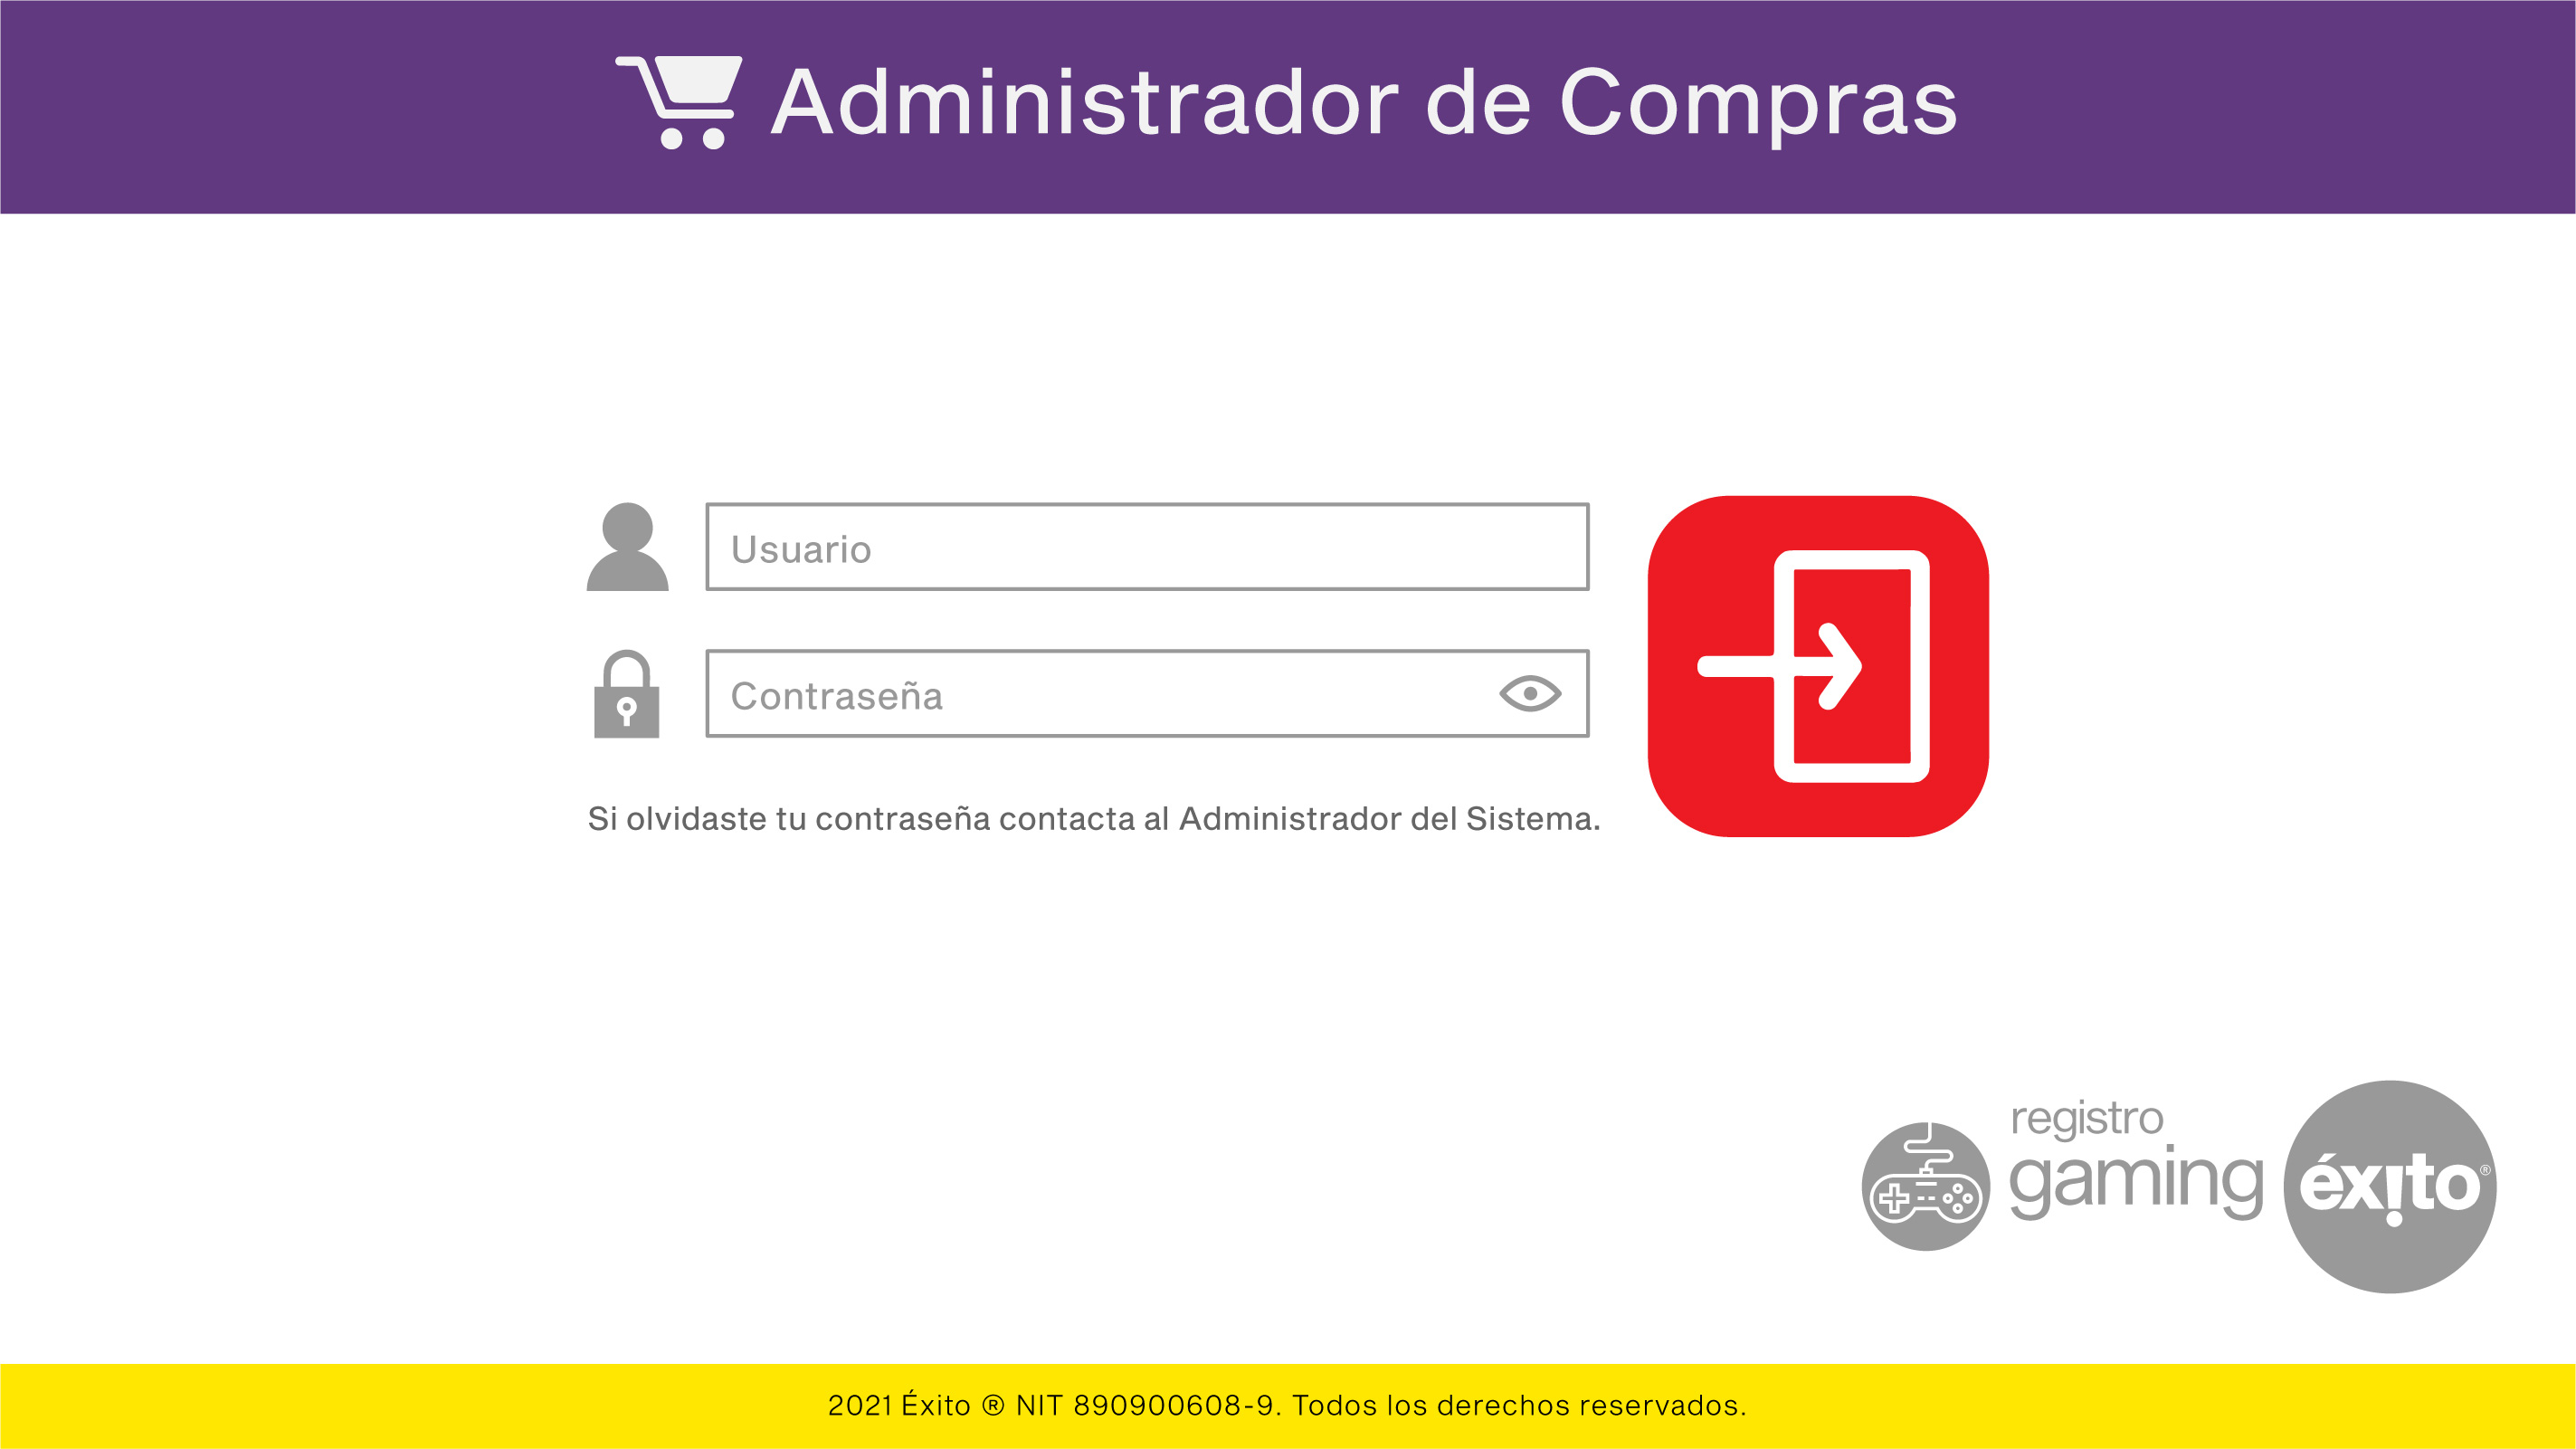 Administrador de Compras
Usuario
Contraseña
Si olvidaste tu contraseña contacta al Administrador del Sistema.
registro
gaming
éxito®
2021 Éxito ® NIT 890900608-9. Todos los derechos reservados.